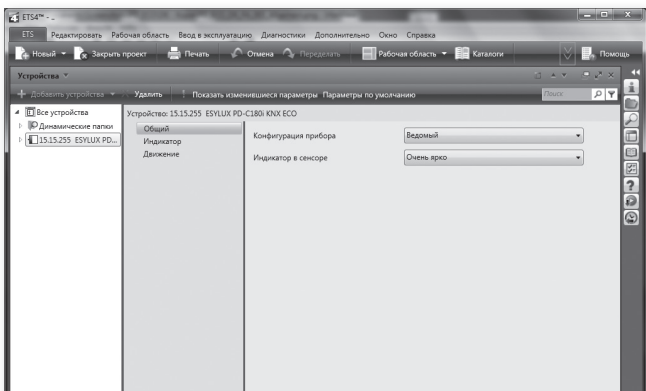 ETS4™ - ..
ETS Редактировать Рабочая область Ввод в эксплуатацию Диагностики Дополнительно Окно Справка
Новый Закрыть проект Печать Отмена Переделать Рабочая область Каталоги Помощь
Устройства
Добавить устройства Удалить Показать изменившиеся параметры Параметры по умолчанию Поиск
Все устройства
Динамические папки
15.15.255 ESYLUX PD...
Устройство: 15.15.255 ESYLUX PD-C180i KNX ECO
Общий
Индикатор
Движение
Конфигурация прибора Ведомый
Индикатор в сенсоре Очень ярко